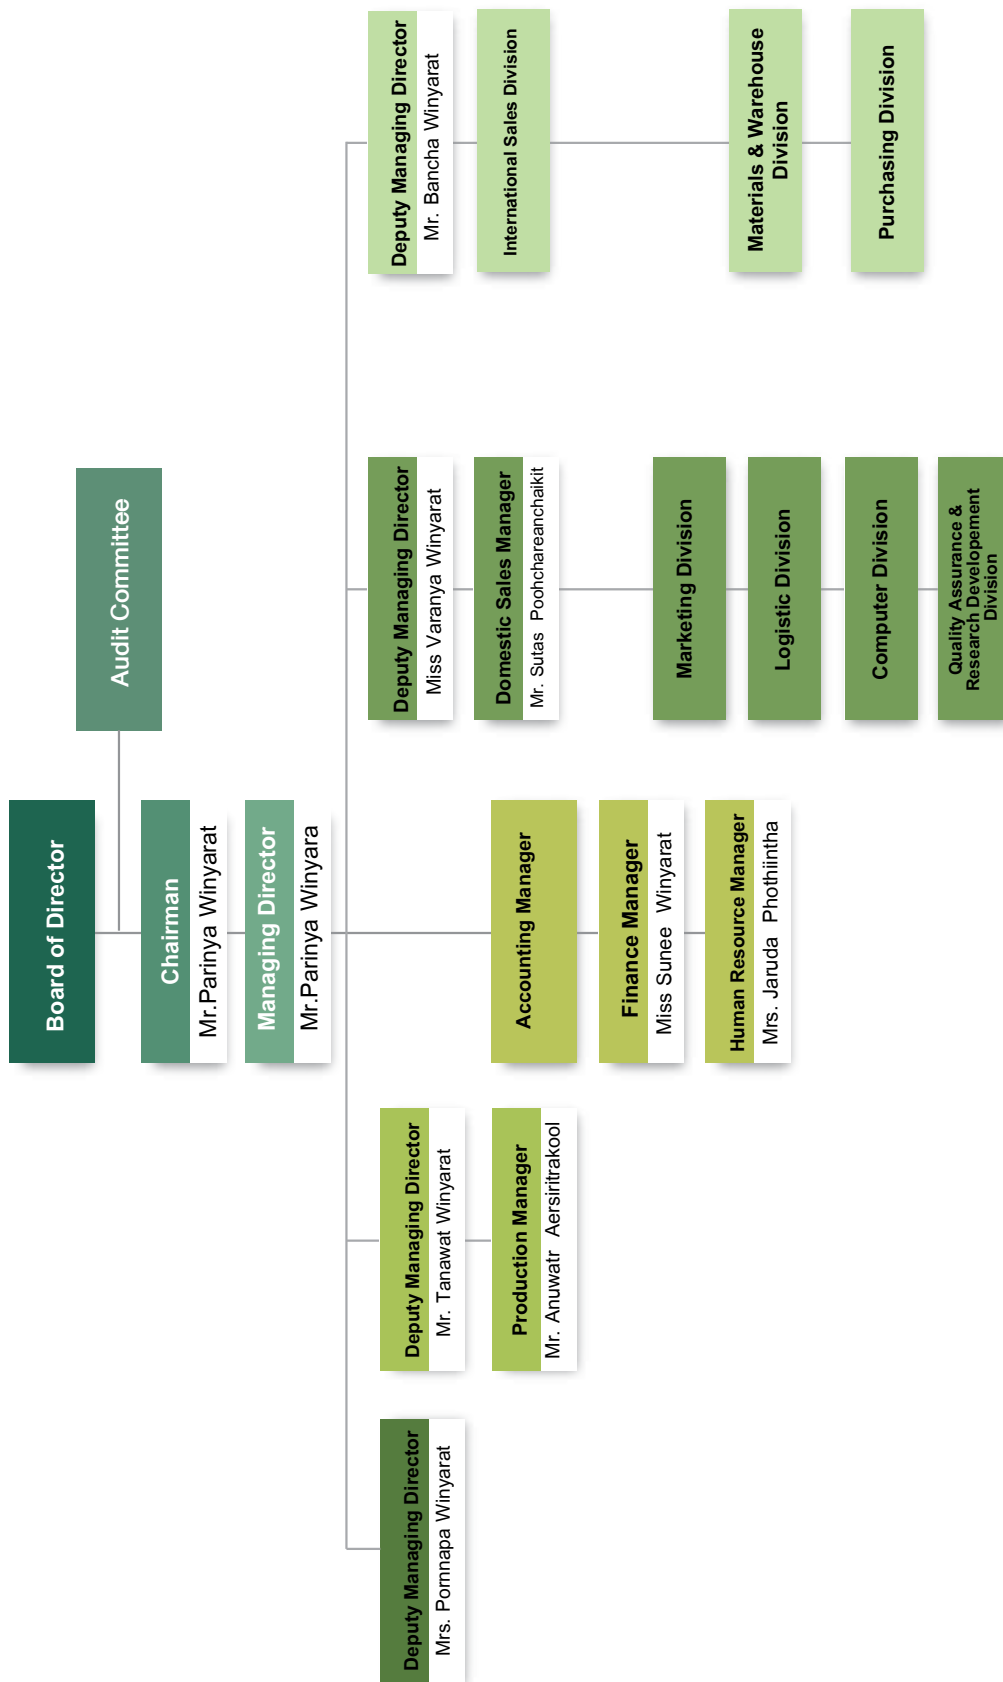 Board of Director
Audit Committee
Chairman
Mr.Parinya Winyarat
Managing Director
Mr.Parinya Winyara
Deputy Managing Director
Mrs. Pornnapa Winyarat
Deputy Managing Director
Mr. Tanawat Winyarat
Production Manager
Mr. Anuwatr Aersiritrakool
Accounting Manager
Finance Manager
Miss Sunee Winyarat
Human Resource Manager
Mrs. Jaruda Phothiintha
Deputy Managing Director
Miss Varanya Winyarat
Domestic Sales Manager
Mr. Sutas Poohchareanchaikit
Marketing Division
Logistic Division
Computer Division
Quality Assurance &
Research Developement
Division
Deputy Managing Director
Mr. Bancha Winyarat
International Sales Division
Materials & Warehouse
Division
Purchasing Division